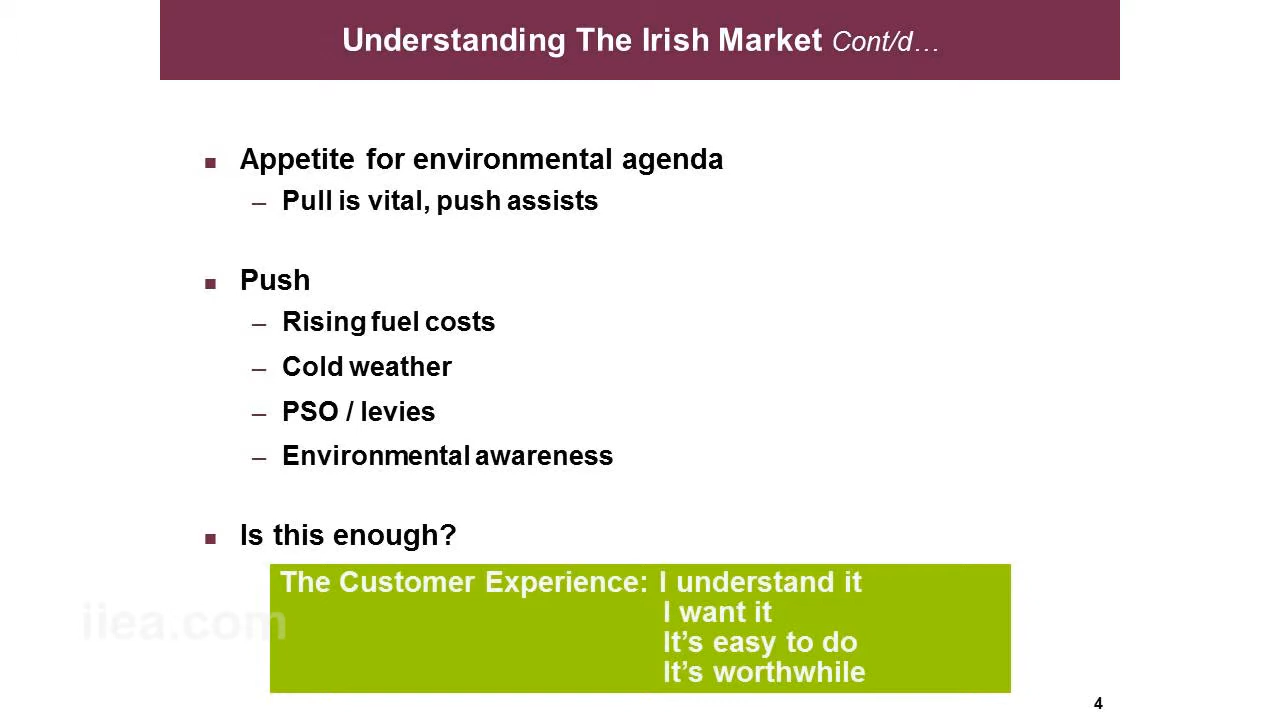 Understanding The Irish Market Cont/d…
■ Appetite for environmental agenda
– Pull is vital, push assists
■ Push
– Rising fuel costs
– Cold weather
– PSO / levies
– Environmental awareness
■ Is this enough?
The Customer Experience: I understand it
I want it
It’s easy to do
It’s worthwhile
iiea.com
4